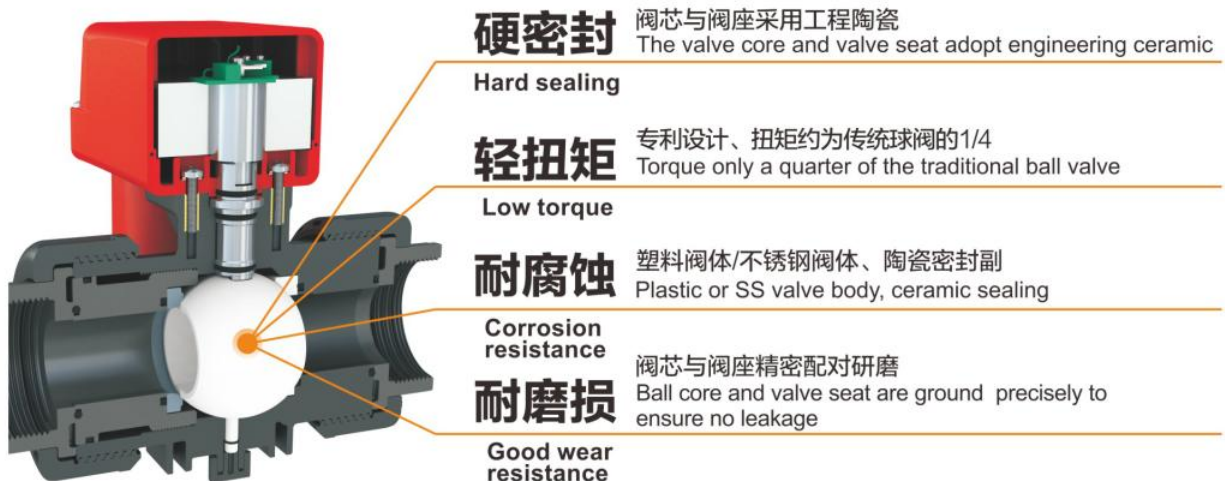 硬密封 阀芯与阀座采用工程陶瓷
The valve core and valve seat adopt engineering ceramic
Hard sealing
轻扭矩 专利设计、扭矩约为传统球阀的1/4
Torque only a quarter of the traditional ball valve
Low torque
耐腐蚀 塑料阀体/不锈钢阀体、陶瓷密封副
Plastic or SS valve body, ceramic sealing
Corrosion
resistance
耐磨损 阀芯与阀座精密配对研磨
Ball core and valve seat are ground precisely to
ensure no leakage
Good wear
resistance